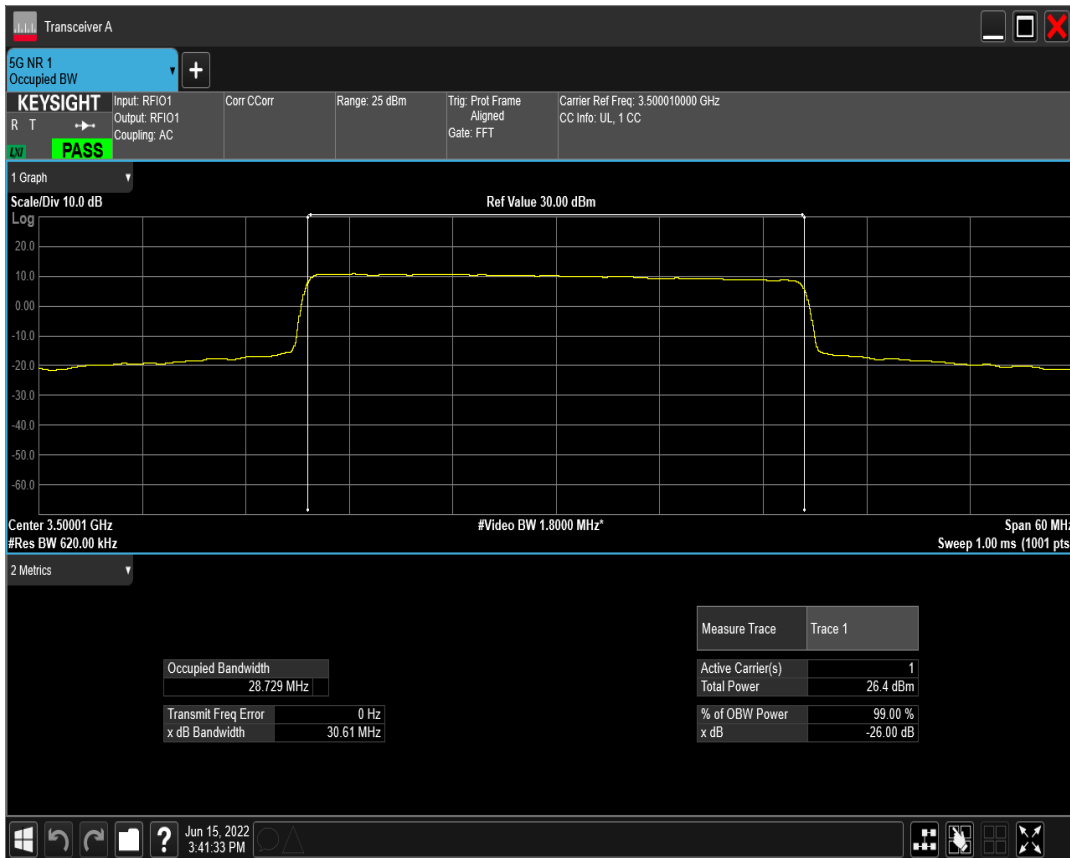 Transceiver A
5G NR 1
Occupied BW
KEYSIGHT
R T
LXI
PASS
Input: RFIO1
Output: RFIO1
Coupling: AC
Corr CCorr
Range: 25 dBm
Trig: Prot Frame
Aligned
Gate: FFT
Carrier Ref Freq: 3.500010000 GHz
CC Info: UL, 1 CC
1 Graph
Scale/Div 10.0 dB
Ref Value 30.00 dBm
Log
20.0
10.0
0.00
-10.0
-20.0
-30.0
-40.0
-50.0
-60.0
Center 3.50001 GHz
#Video BW 1.8000 MHz*
Span 60 MHz
#Res BW 620.00 kHz
Sweep 1.00 ms (1001 pts
2 Metrics
Measure Trace Trace 1
Occupied Bandwidth
28.729 MHz
Active Carrier(s) 1
Total Power 26.4 dBm
Transmit Freq Error 0 Hz
x dB Bandwidth 30.61 MHz
% of OBW Power 99.00 %
x dB -26.00 dB
?
Jun 15, 2022
3:41:33 PM